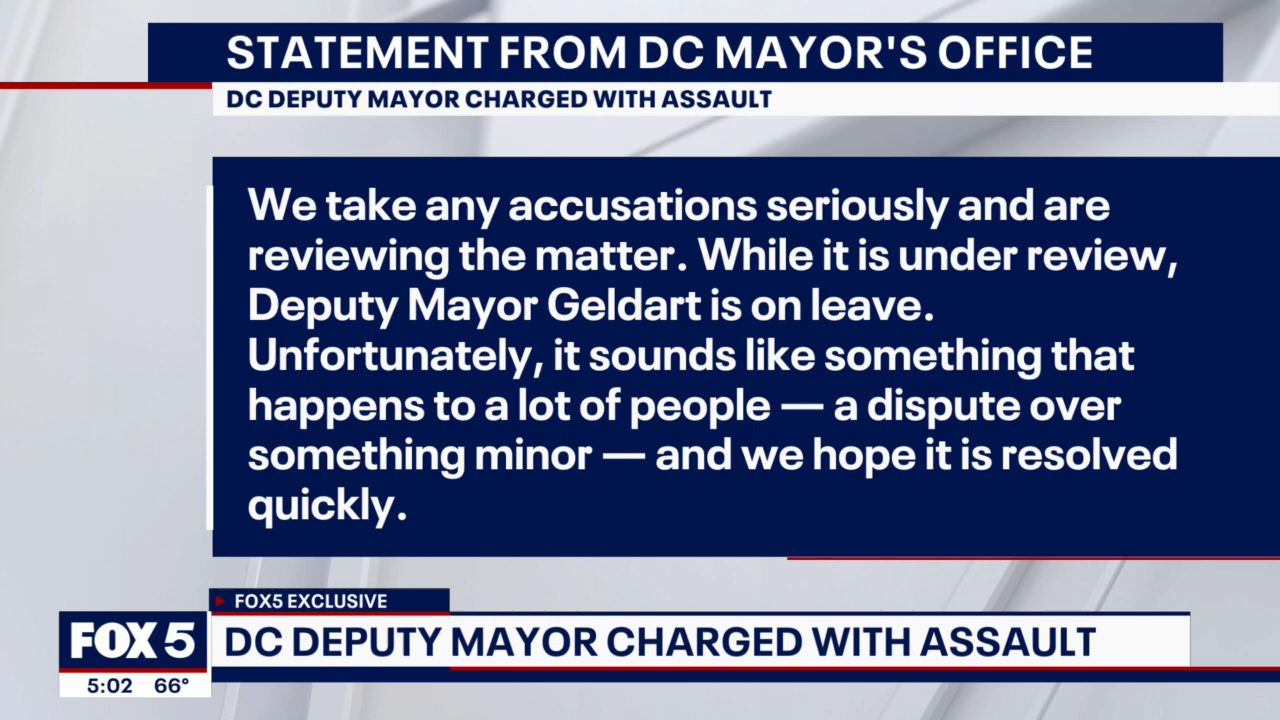 STATEMENT FROM DC MAYOR'S OFFICE
DC DEPUTY MAYOR CHARGED WITH ASSAULT
We take any accusations seriously and are
reviewing the matter. While it is under review,
Deputy Mayor Geldart is on leave.
Unfortunately, it sounds like something that
happens to a lot of people — a dispute over
something minor — and we hope it is resolved
quickly.
FOX5 EXCLUSIVE
FOX 5
DC DEPUTY MAYOR CHARGED WITH ASSAULT
5:02 66°